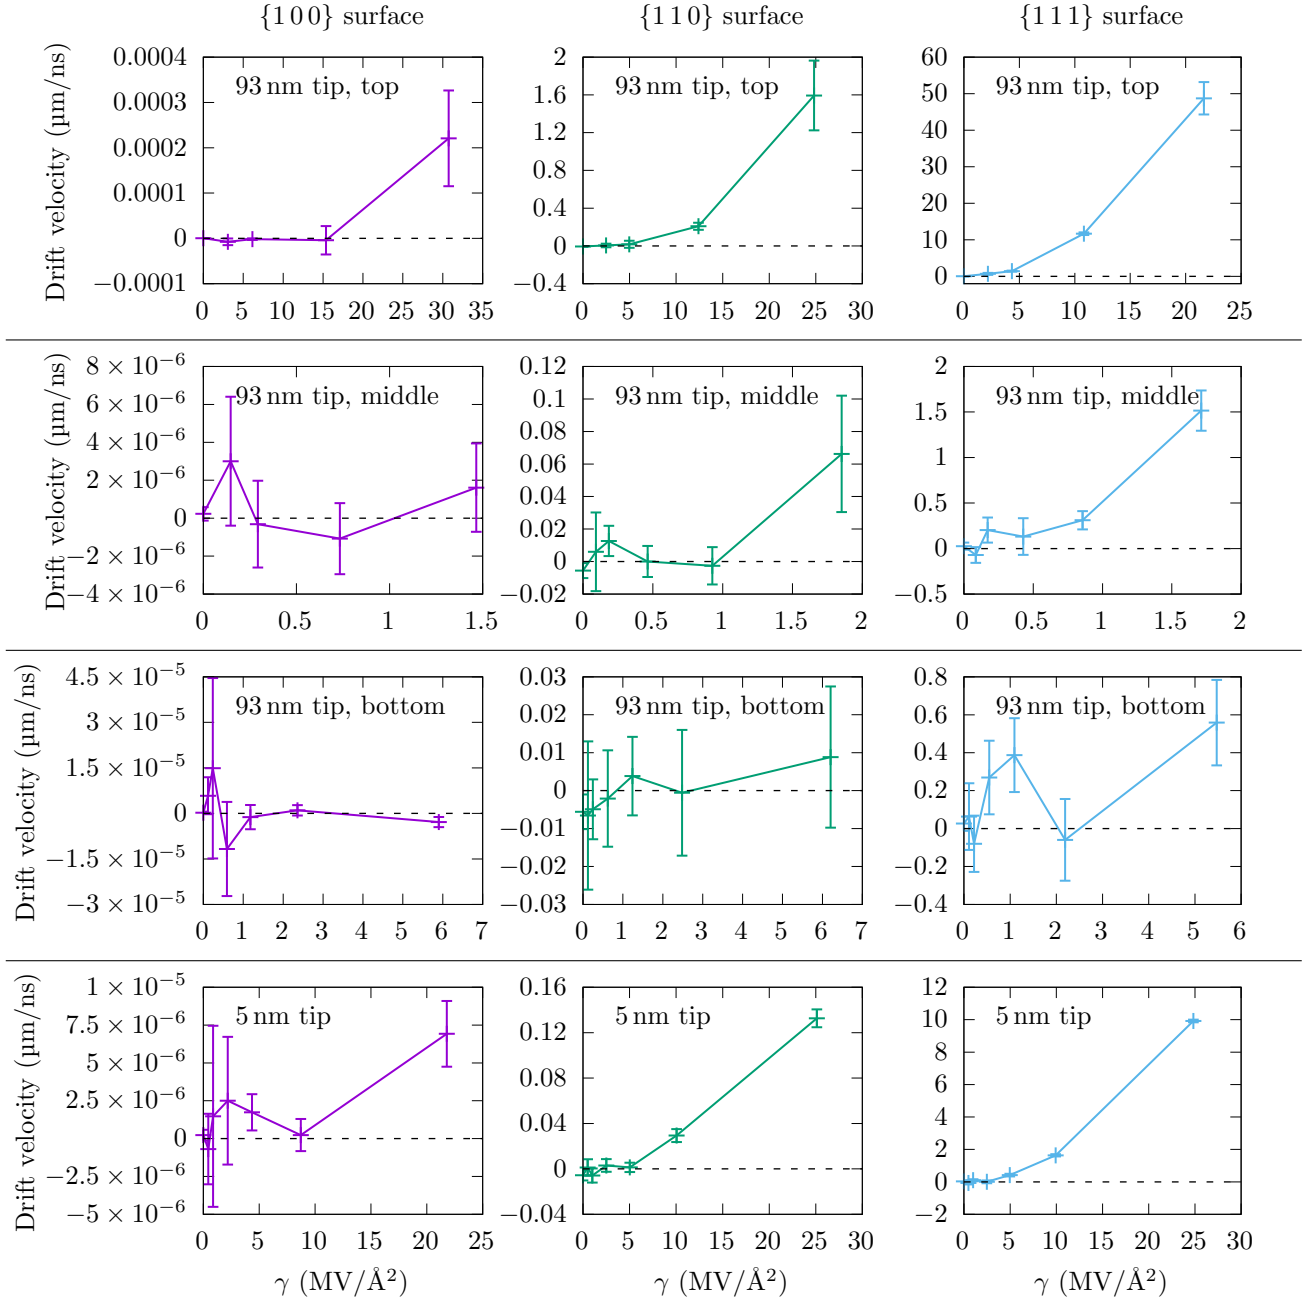 {1 0 0} surface {1 1 0} surface {1 1 1} surface
Drift velocity (µm/ns)
0.0004
0.0003
0.0002
0.0001
0
−0.0001
93 nm tip, top
0 5 10 15 20 25 30 35
2
1.6
1.2
0.8
0.4
0
−0.4
93 nm tip, top
0 5 10 15 20 25 30
60
50
40
30
20
10
0
93 nm tip, top
0 5 10 15 20 25
Drift velocity (µm/ns)
8 × 10⁻⁶
6 × 10⁻⁶
4 × 10⁻⁶
2 × 10⁻⁶
0
−2 × 10⁻⁶
−4 × 10⁻⁶
93 nm tip, middle
0 0.5 1 1.5
0.12
0.1
0.08
0.06
0.04
0.02
0
−0.02
93 nm tip, middle
0 0.5 1 1.5 2
2
1.5
1
0.5
0
−0.5
93 nm tip, middle
0 0.5 1 1.5 2
Drift velocity (µm/ns)
4.5 × 10⁻⁵
3 × 10⁻⁵
1.5 × 10⁻⁵
0
−1.5 × 10⁻⁵
−3 × 10⁻⁵
93 nm tip, bottom
0 1 2 3 4 5 6 7
0.03
0.02
0.01
0
−0.01
−0.02
−0.03
93 nm tip, bottom
0 1 2 3 4 5 6 7
0.8
0.6
0.4
0.2
0
−0.2
−0.4
93 nm tip, bottom
0 1 2 3 4 5 6
Drift velocity (µm/ns)
1 × 10⁻⁵
7.5 × 10⁻⁶
5 × 10⁻⁶
2.5 × 10⁻⁶
0
−2.5 × 10⁻⁶
−5 × 10⁻⁶
5 nm tip
0 5 10 15 20 25
γ (MV/Å²)
0.16
0.12
0.08
0.04
0
−0.04
5 nm tip
0 5 10 15 20 25 30
γ (MV/Å²)
12
10
8
6
4
2
0
−2
5 nm tip
0 5 10 15 20 25 30
γ (MV/Å²)